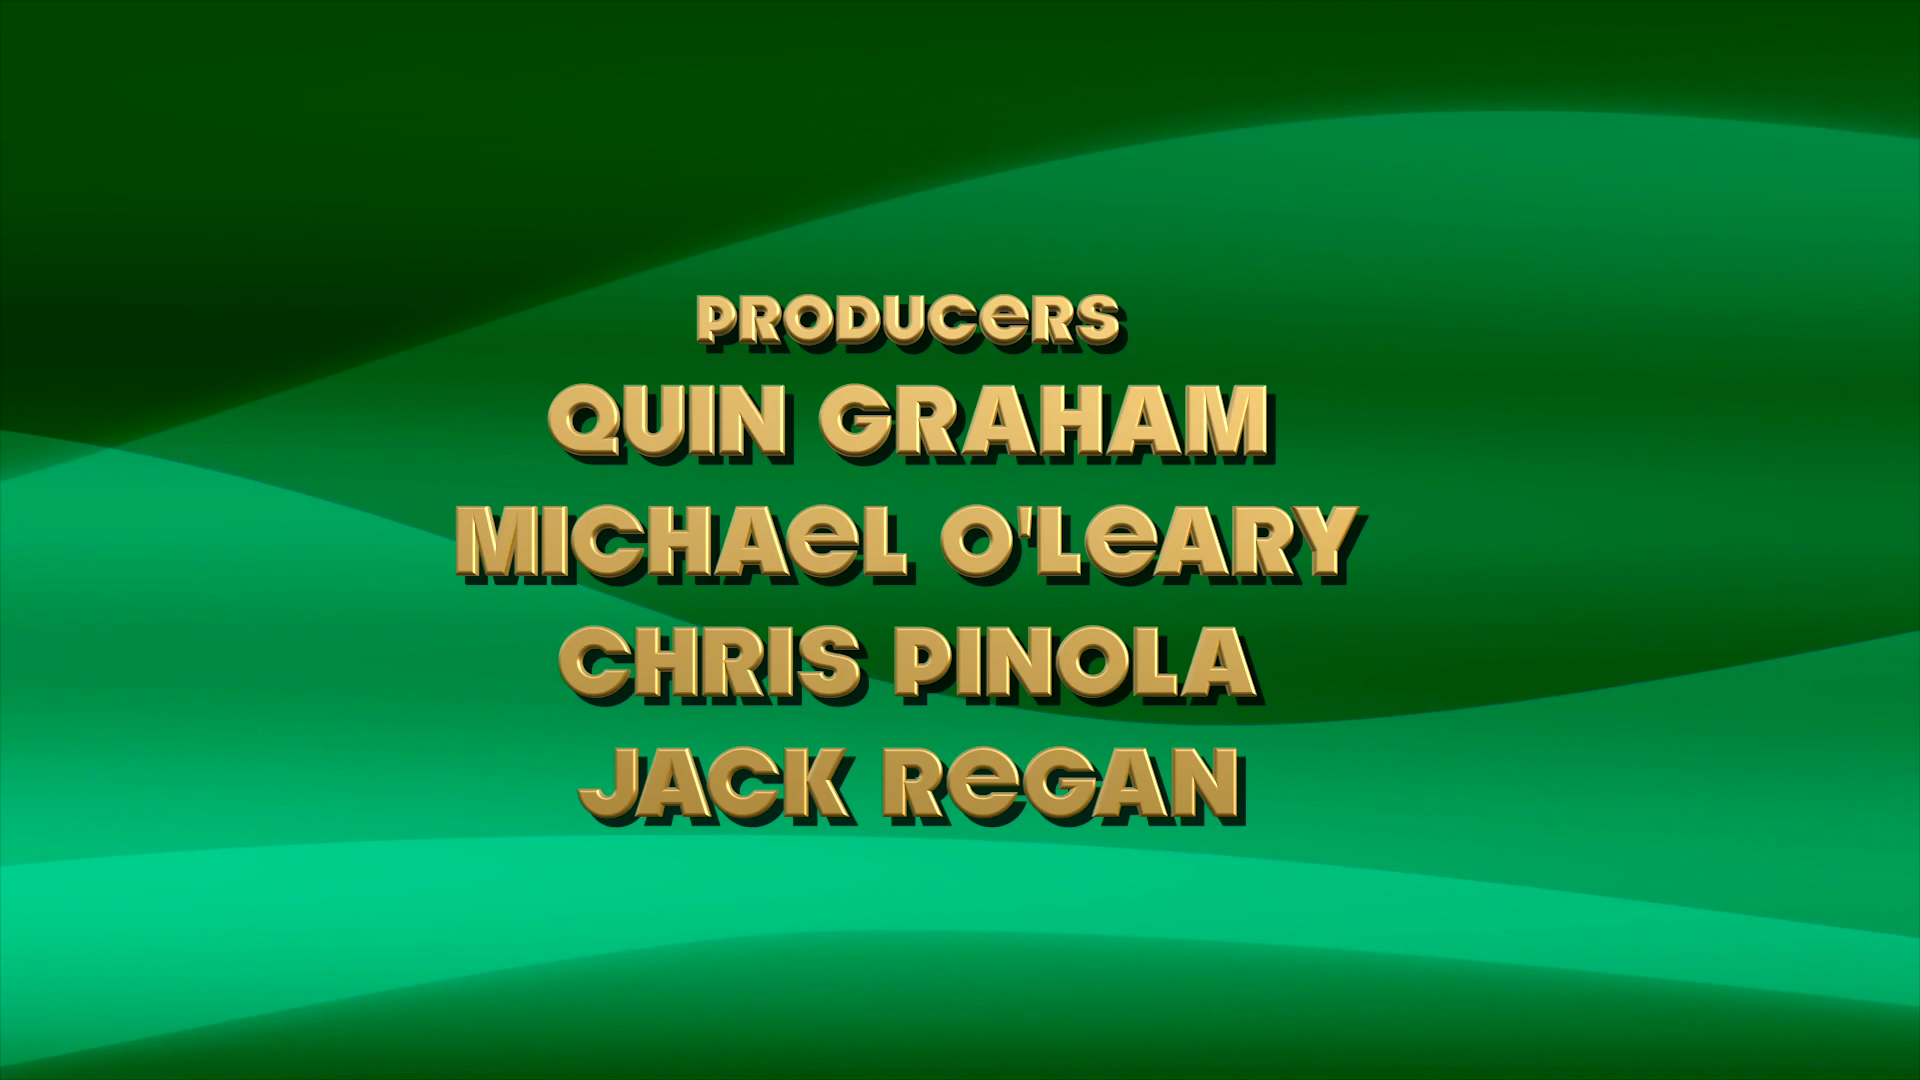 PRODUCERS
QUIN GRAHAM
MICHAEL O'LEARY
CHRIS PINOLA
JACK REGAN